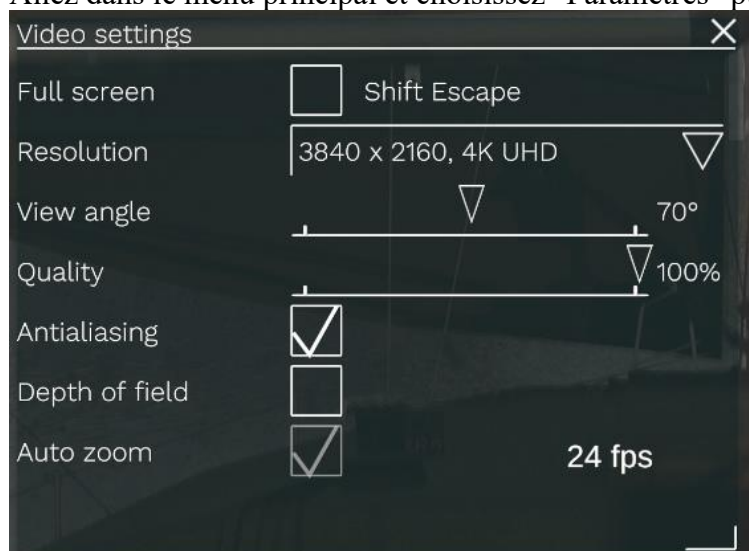 Allez dans le menu principal et choisissez "Paramètres" p
Video settings
Full screen Shift Escape
Resolution 3840 x 2160, 4K UHD
View angle 70°
Quality 100%
Antialiasing
Depth of field
Auto zoom 24 fps